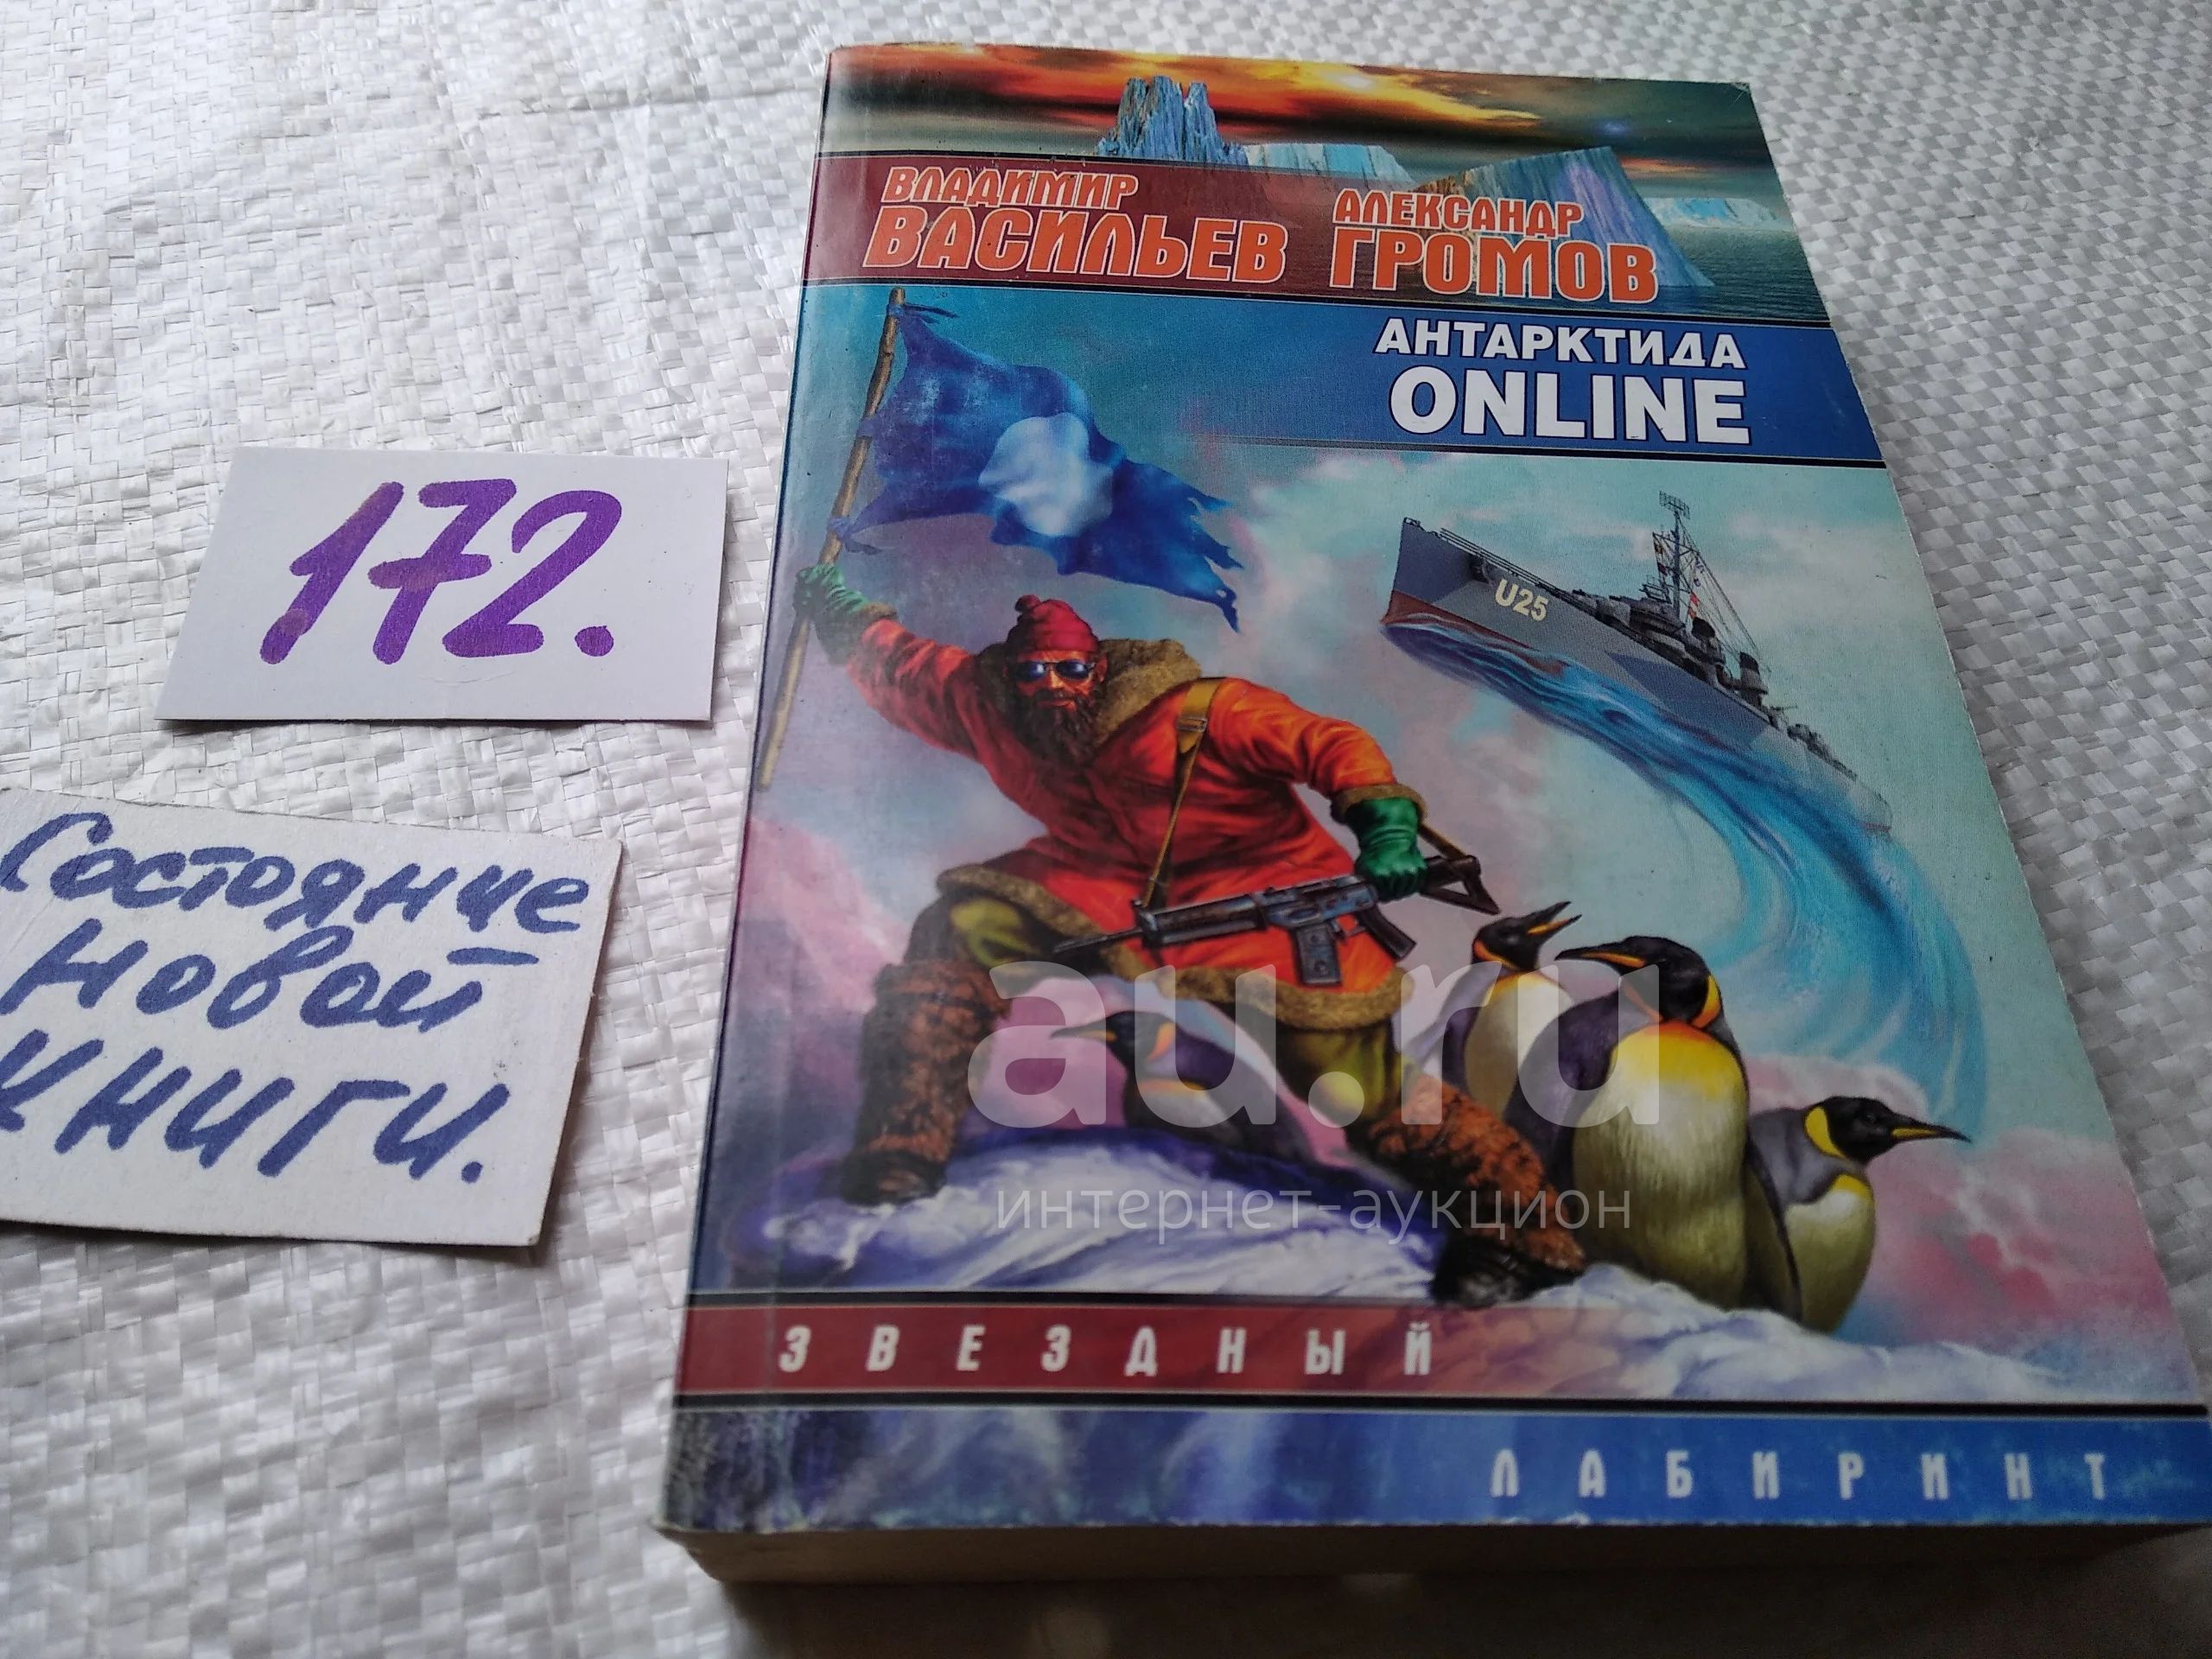 ВЛАДИМИР
ВАСИЛЬЕВ
АЛЕКСАНДР
ГРОМОВ
АНТАРКТИДА
ONLINE
U25
172.
Состояние
новой
книги.
au.ru
интернет-аукцион
ЗВЕЗДНЫЙ
ЛАБИРИНТ